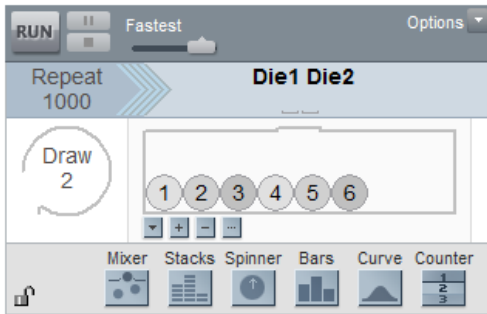 RUN Fastest Options
Repeat Die1 Die2
1000
Draw
2
1 2 3 4 5 6
Mixer Stacks Spinner Bars Curve Counter
1
2
3